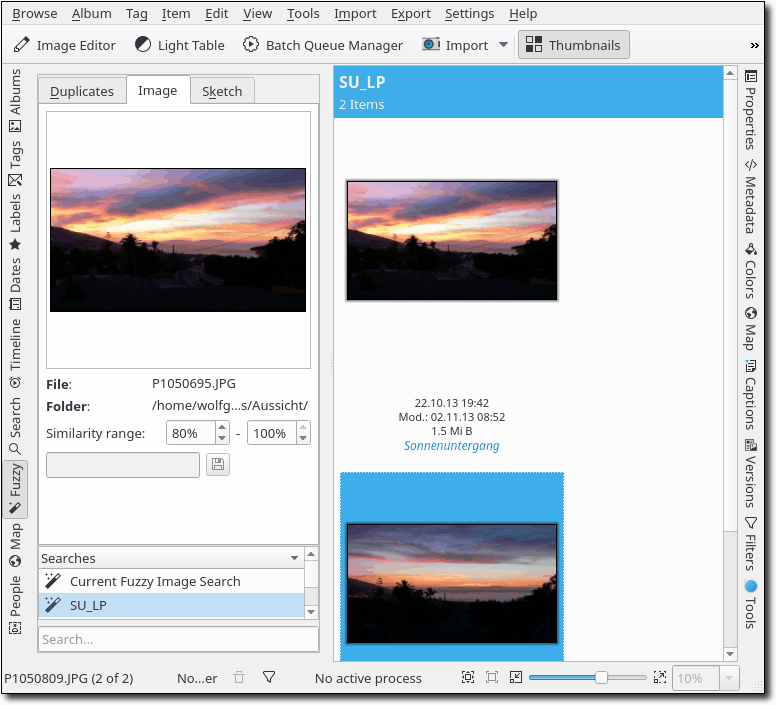 Browse Album Tag Item Edit View Tools Import Export Settings Help
Image Editor Light Table Batch Queue Manager Import Thumbnails »
Albums
Tags
Labels
Dates
Timeline
Search
Fuzzy
Map
People
Duplicates Image Sketch
File: P1050695.JPG
Folder: /home/wolfg...s/Aussicht/
Similarity range: 80% - 100%
Searches
Current Fuzzy Image Search
SU_LP
Search...
SU_LP
2 Items
22.10.13 19:42
Mod.: 02.11.13 08:52
1.5 Mi B
Sonnenuntergang
Properties
Metadata
Colors
Map
Captions
Versions
Filters
Tools
P1050809.JPG (2 of 2) No...er No active process 10%